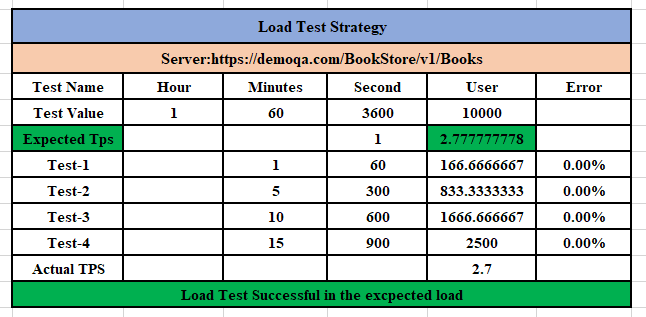 Load Test Strategy
Server:https://demoqa.com/BookStore/v1/Books
Test Name Hour Minutes Second User Error
Test Value 1 60 3600 10000
Expected Tps 1 2.777777778
Test-1 1 60 166.6666667 0.00%
Test-2 5 300 833.3333333 0.00%
Test-3 10 600 1666.666667 0.00%
Test-4 15 900 2500 0.00%
Actual TPS 2.7
Load Test Successful in the excpected load